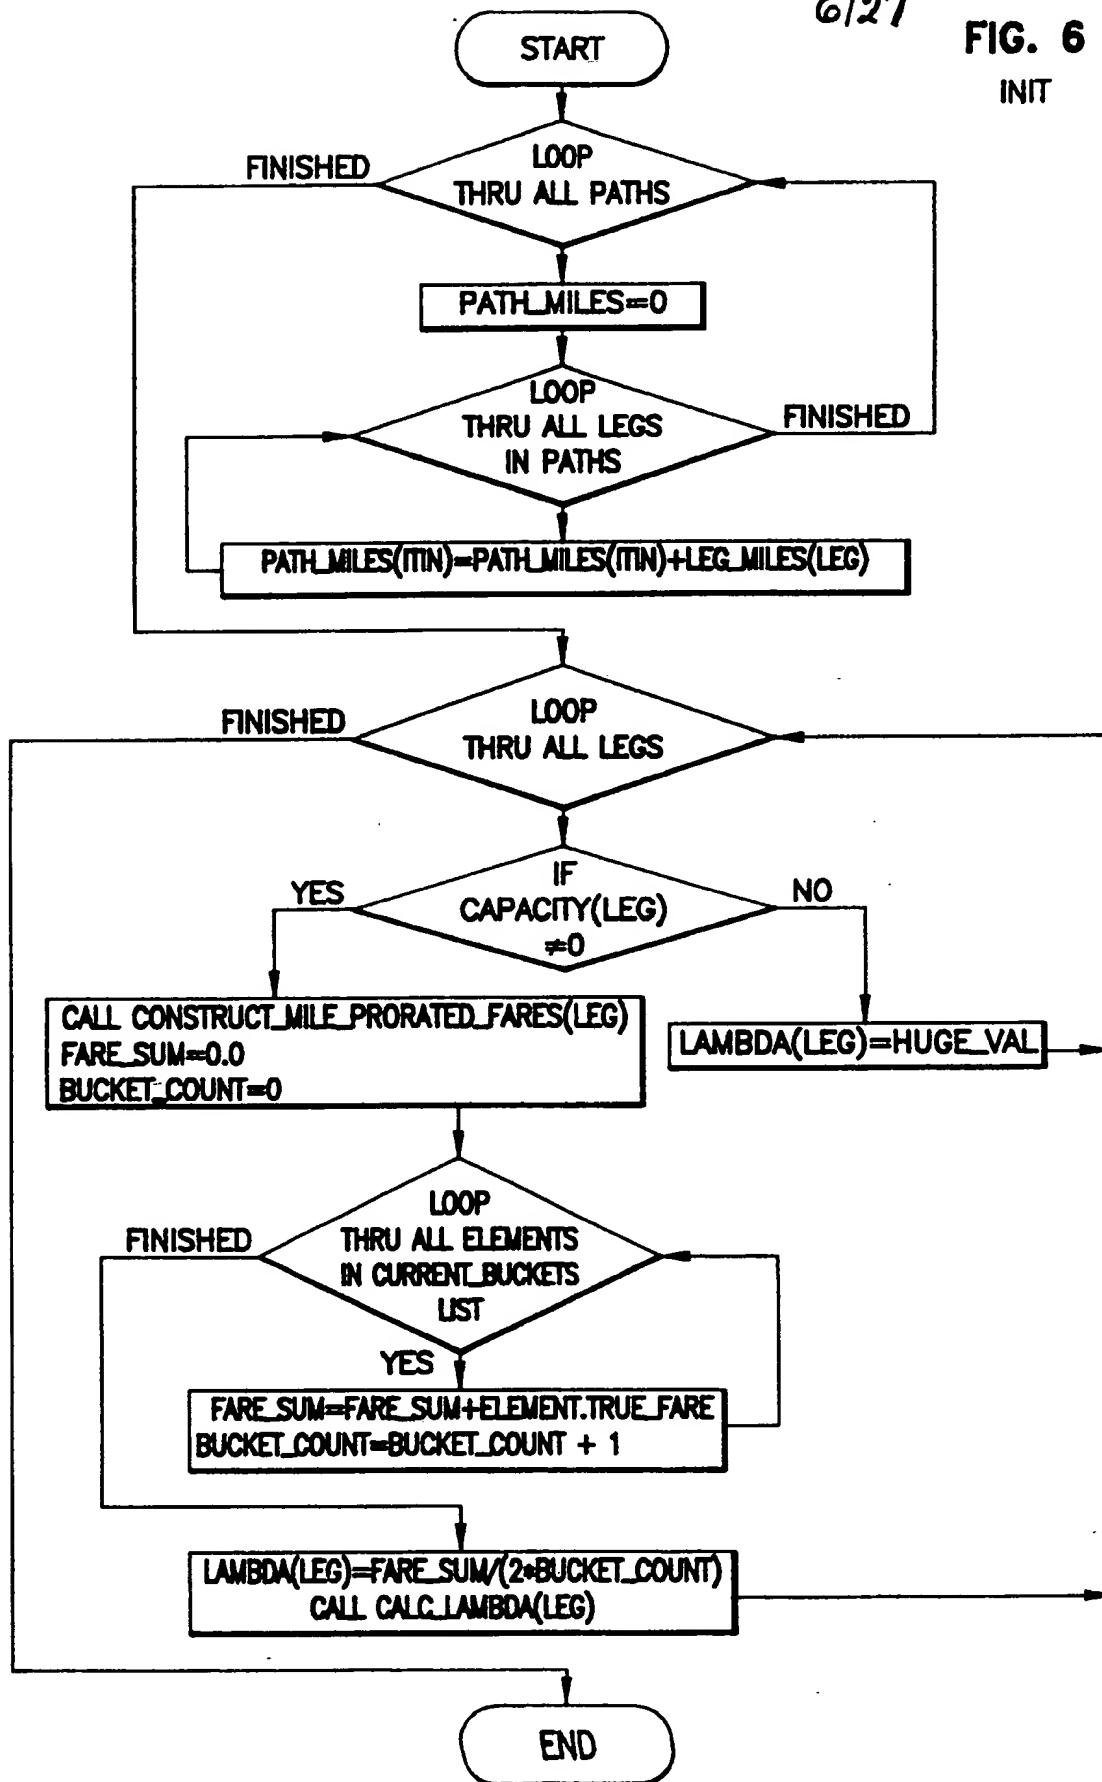 6/27
FIG. 6
INIT
START
LOOP
THRU ALL PATHS
FINISHED
PATH_MILES=0
LOOP
THRU ALL LEGS
IN PATHS
FINISHED
PATH_MILES(ITIN)=PATH_MILES(ITIN)+LEG_MILES(LEG)
LOOP
THRU ALL LEGS
FINISHED
IF
CAPACITY(LEG)
≠0
YES
NO
CALL CONSTRUCT_MILE_PRORATED_FARES(LEG)
FARE_SUM=0.0
BUCKET_COUNT=0
LAMBDA(LEG)=HUGE_VAL
LOOP
THRU ALL ELEMENTS
IN CURRENT_BUCKETS
LIST
FINISHED
YES
FARE_SUM=FARE_SUM+ELEMENT.TRUE_FARE
BUCKET_COUNT=BUCKET_COUNT + 1
LAMBDA(LEG)=FARE_SUM/(2*BUCKET_COUNT)
CALL CALC_LAMBDA(LEG)
END